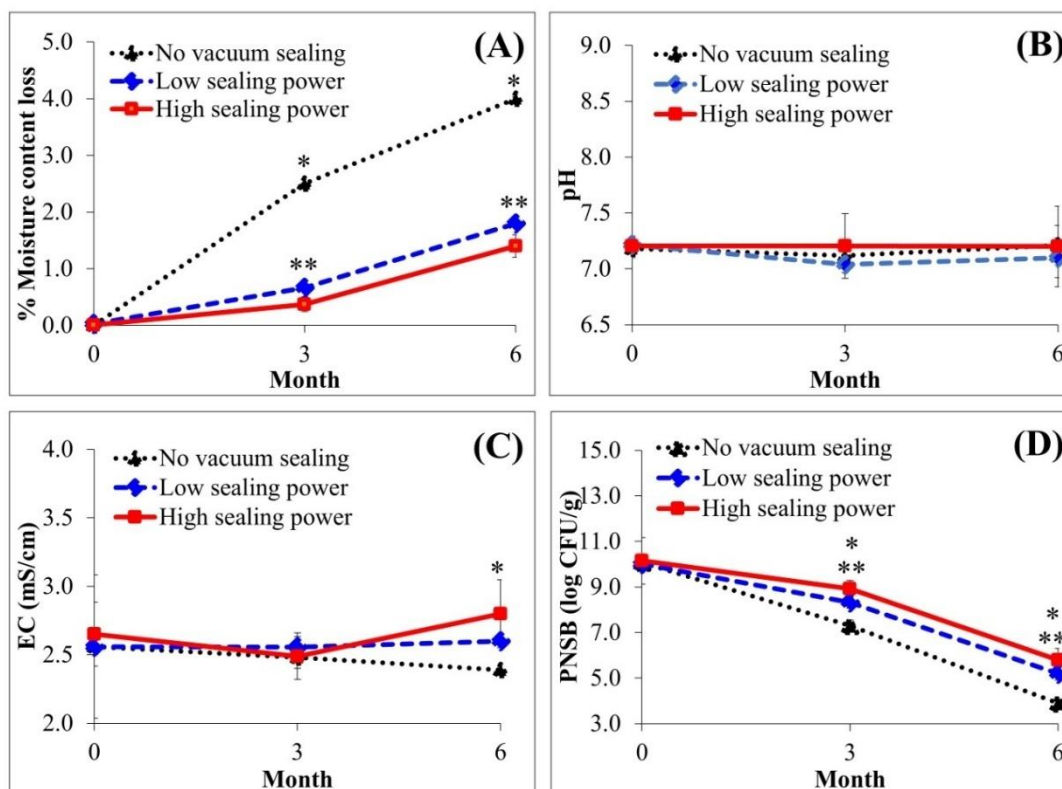 (A)
5.0
4.0
3.0
2.0
1.0
0.0
% Moisture content loss
No vacuum sealing
Low sealing power
High sealing power
*
*
**
**
0 3 6
Month
(B)
9.0
8.5
8.0
7.5
7.0
6.5
pH
No vacuum sealing
Low sealing power
High sealing power
0 3 6
Month
(C)
4.0
3.5
3.0
2.5
2.0
EC (mS/cm)
No vacuum sealing
Low sealing power
High sealing power
*
0 3 6
Month
(D)
15.0
13.0
11.0
9.0
7.0
5.0
3.0
PNSB (log CFU/g)
No vacuum sealing
Low sealing power
High sealing power
*
**
*
**
0 3 6
Month